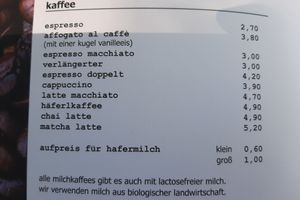 kaffee
espresso 2,70
affogato al caffè 3,80
(mit einer kugel vanilleeis)
espresso macchiato 3,00
verlängerter 3,00
espresso doppelt 4,20
cappuccino 3,90
latte macchiato 4,70
häferlkaffee 4,90
chai latte 4,90
matcha latte 5,20
aufpreis für hafermilch klein 0,60
groß 1,00
alle milchkaffees gibt es auch mit lactosefreier milch.
wir verwenden milch aus biologischer landwirtschaft.